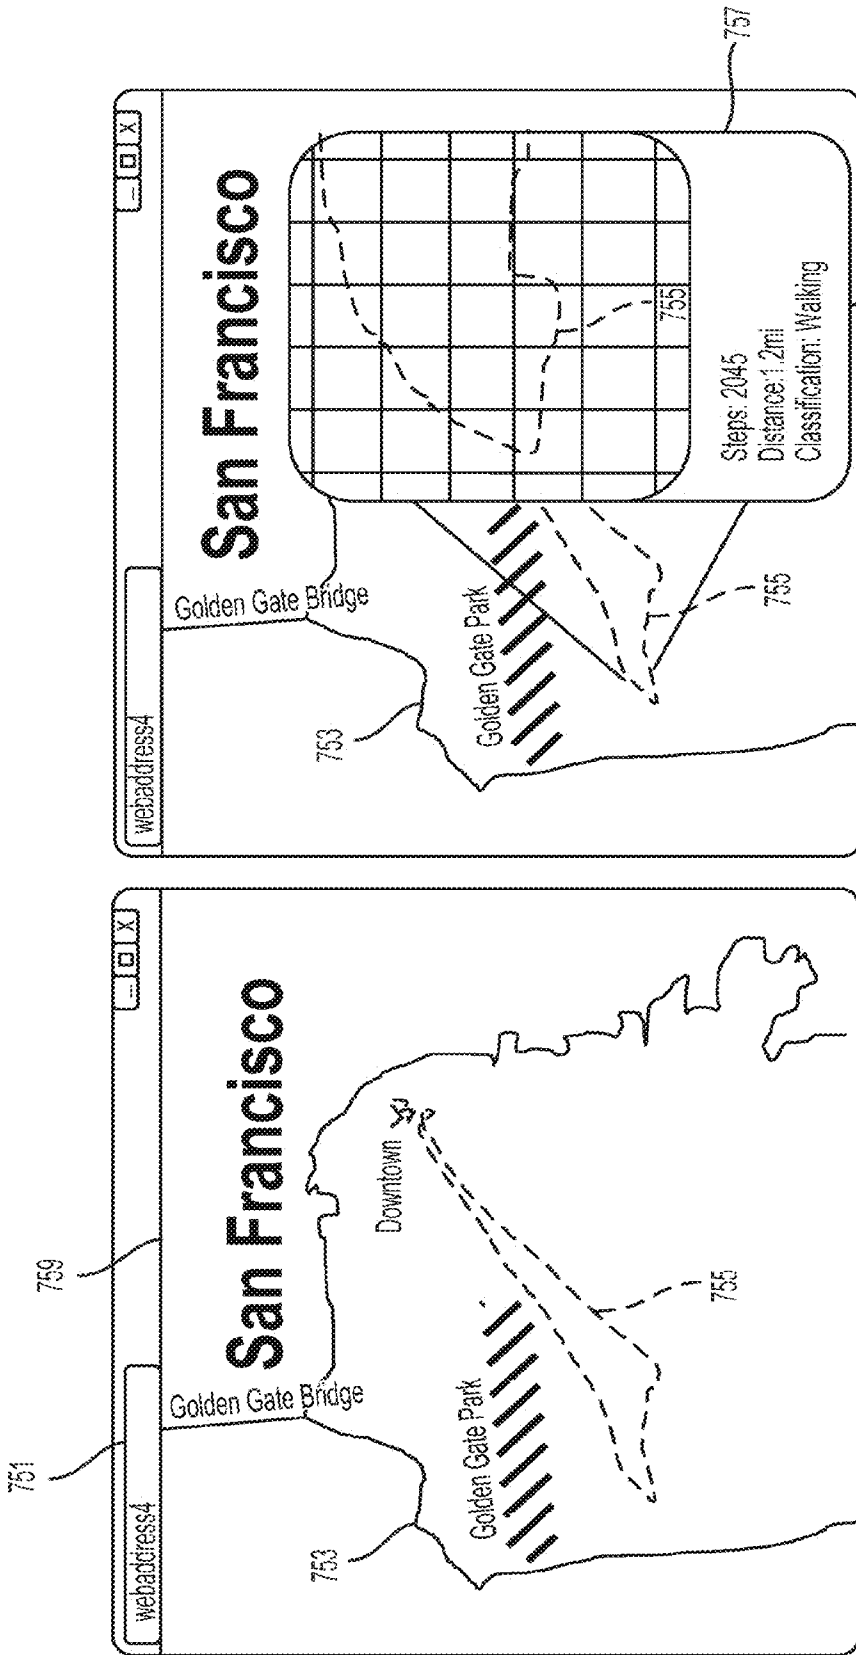 751
759
webaddress4
_ □ X
San Francisco
Golden Gate Bridge
753
Downtown
Golden Gate Park
755
webaddress4
_ □ X
San Francisco
Golden Gate Bridge
753
Golden Gate Park
755
755
Steps: 2045
Distance:1.2mi
Classification: Walking
757